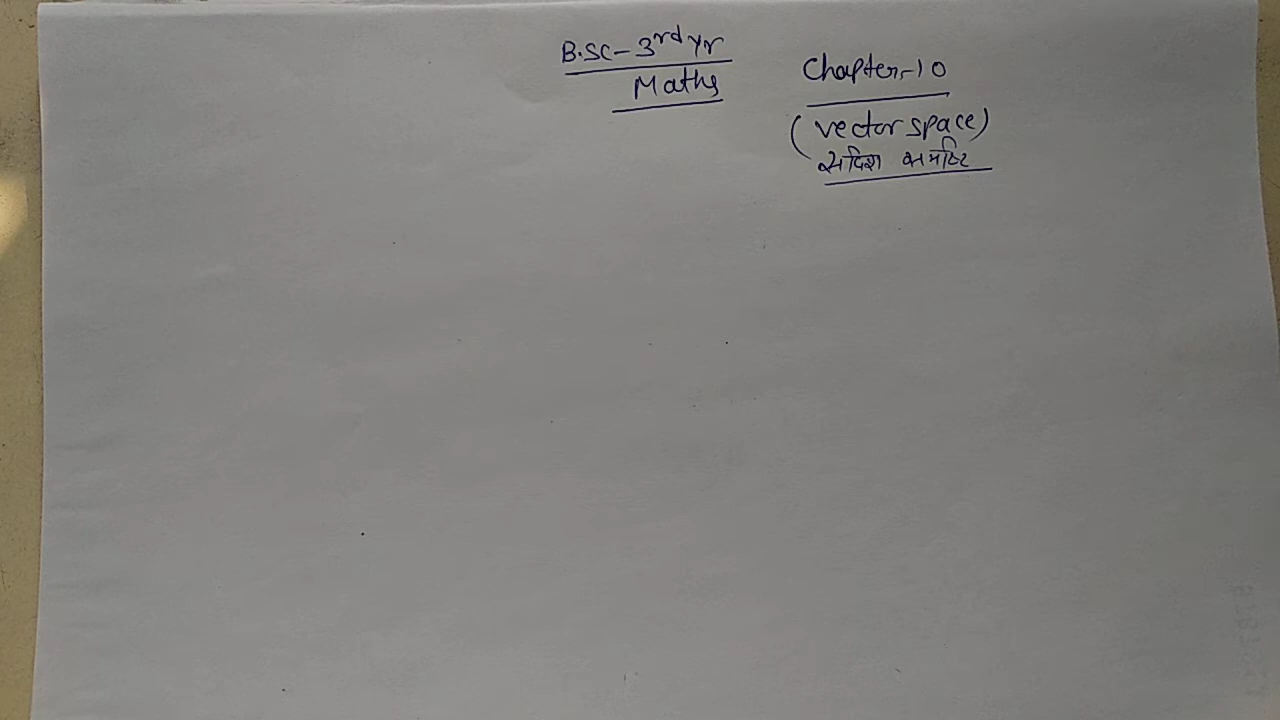 B.SC-3rd yr
Maths
Chapter-10
(vector space)
सदिश समष्टि